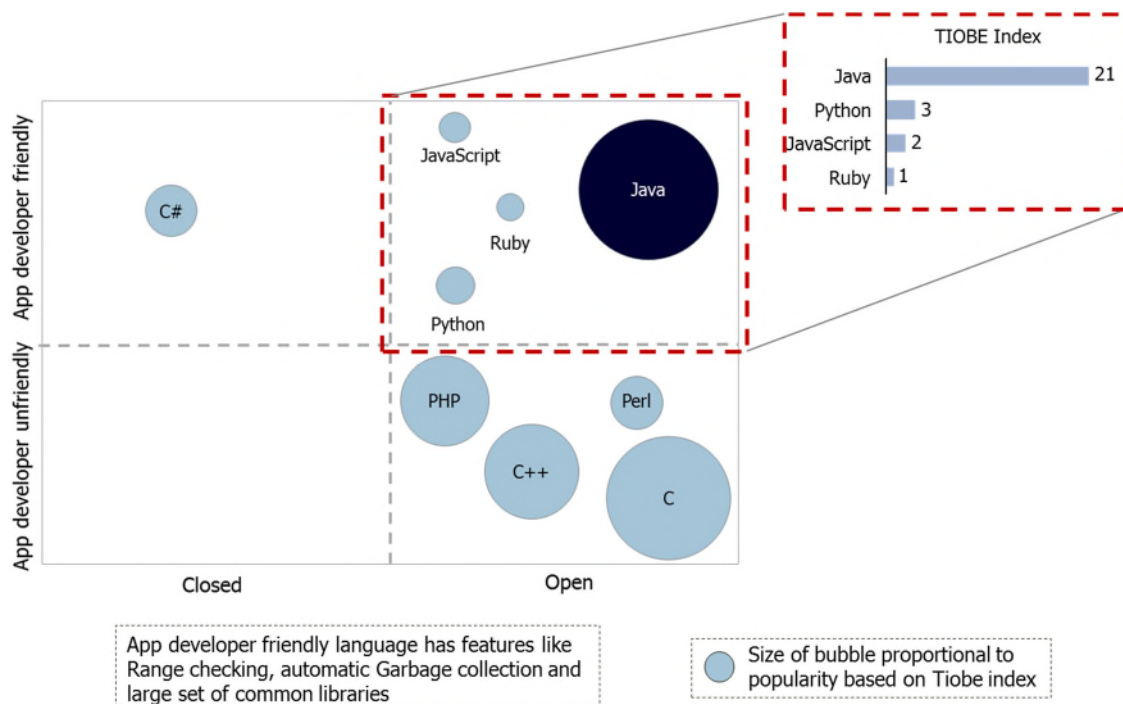 TIOBE Index
Java
21
Python
3
JavaScript
2
Ruby
1
App developer friendly
App developer unfriendly
JavaScript
C#
Java
Ruby
Python
PHP
Perl
C++
C
Closed
Open
App developer friendly language has features like
Range checking, automatic Garbage collection and
large set of common libraries
Size of bubble proportional to
popularity based on Tiobe index